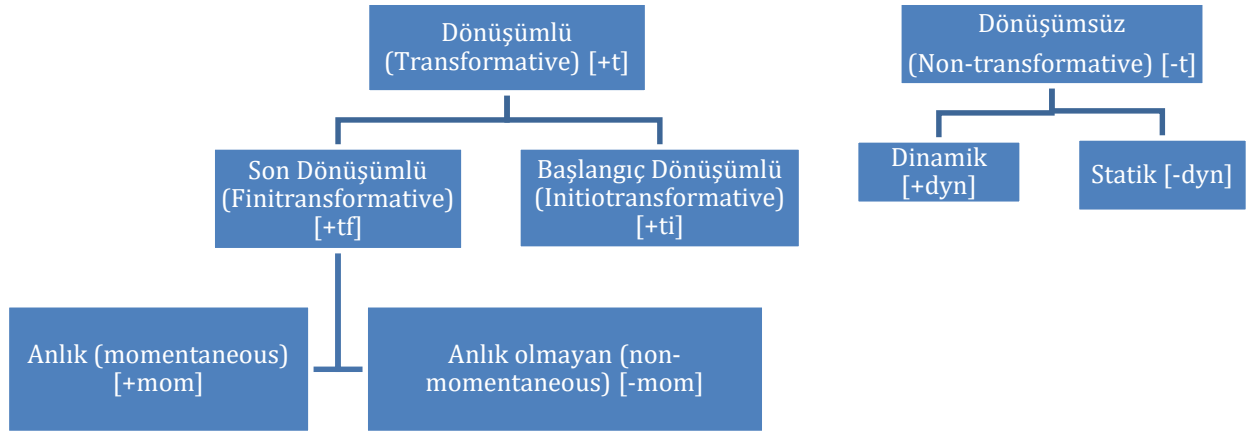 Dönüşümlü
(Transformative) [+t]
Dönüşümsüz
(Non-transformative) [-t]
Son Dönüşümlü
(Finitransformative)
[+tf]
Başlangıç Dönüşümlü
(Initiotransformative)
[+ti]
Dinamik
[+dyn]
Statik [-dyn]
Anlık (momentaneous)
[+mom]
Anlık olmayan (non-
momentaneous) [-mom]